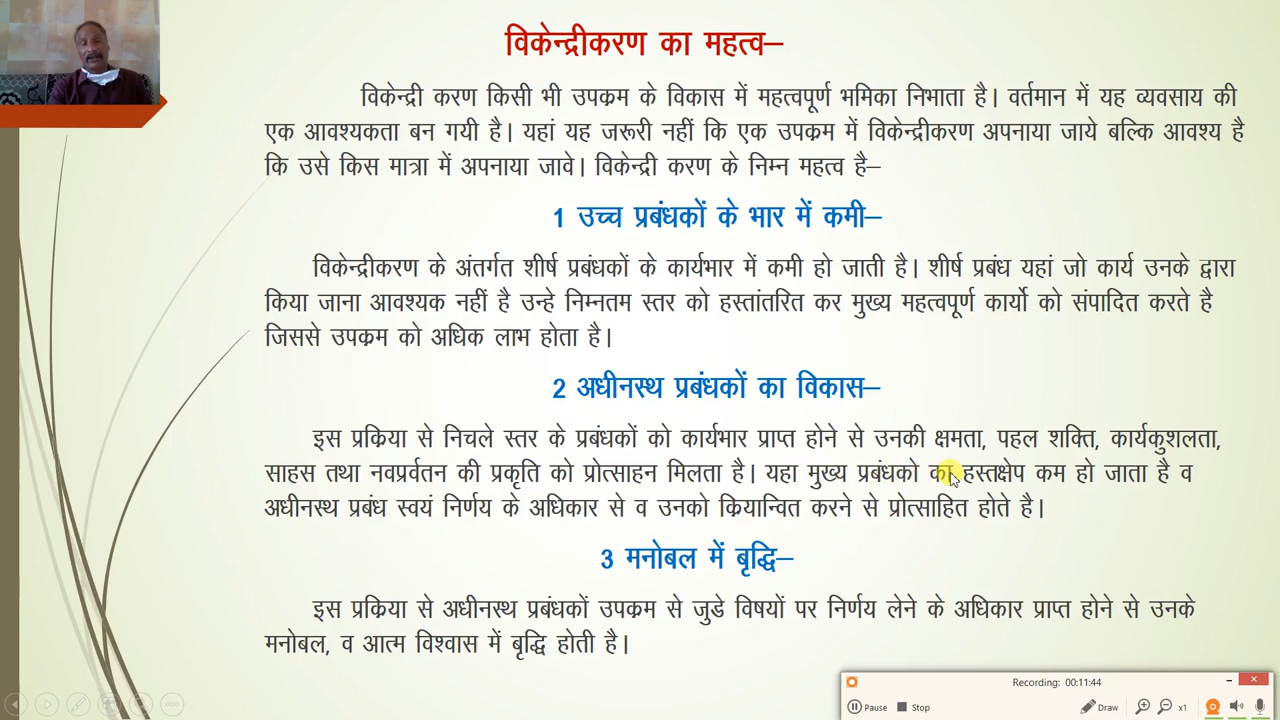 विकेन्द्रीकरण का महत्व–
विकेन्द्री करण किसी भी उपक्रम के विकास में महत्वपूर्ण भमिका निभाता है। वर्तमान में यह व्यवसाय की
एक आवश्यकता बन गयी है। यहां यह जरूरी नहीं कि एक उपक्रम में विकेन्द्रीकरण अपनाया जाये बल्कि आवश्य है
कि उसे किस मात्रा में अपनाया जावे। विकेन्द्री करण के निम्न महत्व है–
1 उच्च प्रबंधकों के भार में कमी–
विकेन्द्रीकरण के अंतर्गत शीर्ष प्रबंधकों के कार्यभार में कमी हो जाती है। शीर्ष प्रबंध यहां जो कार्य उनके द्वारा
किया जाना आवश्यक नहीं है उन्हे निम्नतम स्तर को हस्तांतरित कर मुख्य महत्वपूर्ण कार्यो को संपादित करते है
जिससे उपक्रम को अधिक लाभ होता है।
2 अधीनस्थ प्रबंधकों का विकास–
इस प्रक्रिया से निचले स्तर के प्रबंधकों को कार्यभार प्राप्त होने से उनकी क्षमता, पहल शक्ति, कार्यकुशलता,
साहस तथा नवप्रर्वतन की प्रकृति को प्रोत्साहन मिलता है। यहा मुख्य प्रबंधको का हस्तक्षेप कम हो जाता है व
अधीनस्थ प्रबंध स्वयं निर्णय के अधिकार से व उनको क्रियान्वित करने से प्रोत्साहित होते है।
3 मनोबल में बृद्धि–
इस प्रक्रिया से अधीनस्थ प्रबंधकों उपक्रम से जुडे विषयों पर निर्णय लेने के अधिकार प्राप्त होने से उनके
मनोबल, व आत्म विश्वास में बृद्धि होती है।
Recording: 00:11:44
Pause Stop Draw x1